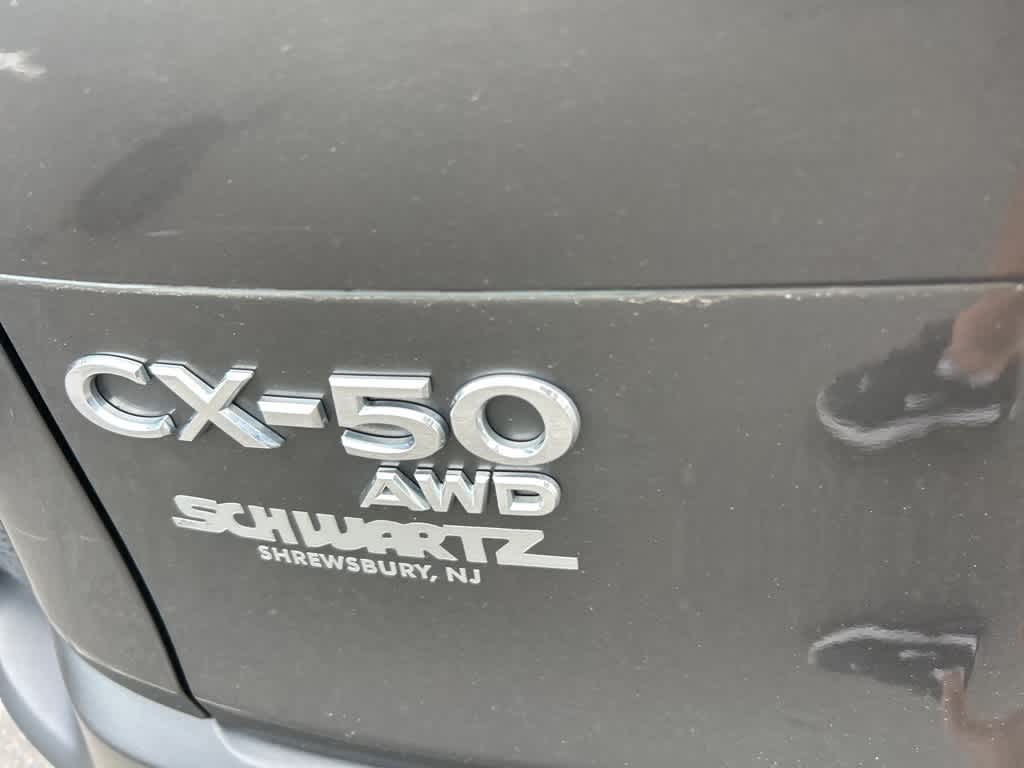 CX-50
AWD
SCHWARTZ
SHREWSBURY, NJ